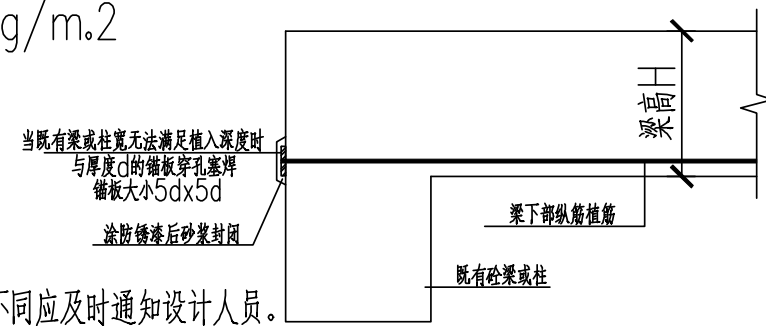 g/m.2
梁高H
当既有梁或柱宽无法满足植入深度时
与厚度d的锚板穿孔塞焊
锚板大小5dx5d
涂防锈漆后砂浆封闭
梁下部纵筋植筋
既有砼梁或柱
不同应及时通知设计人员。